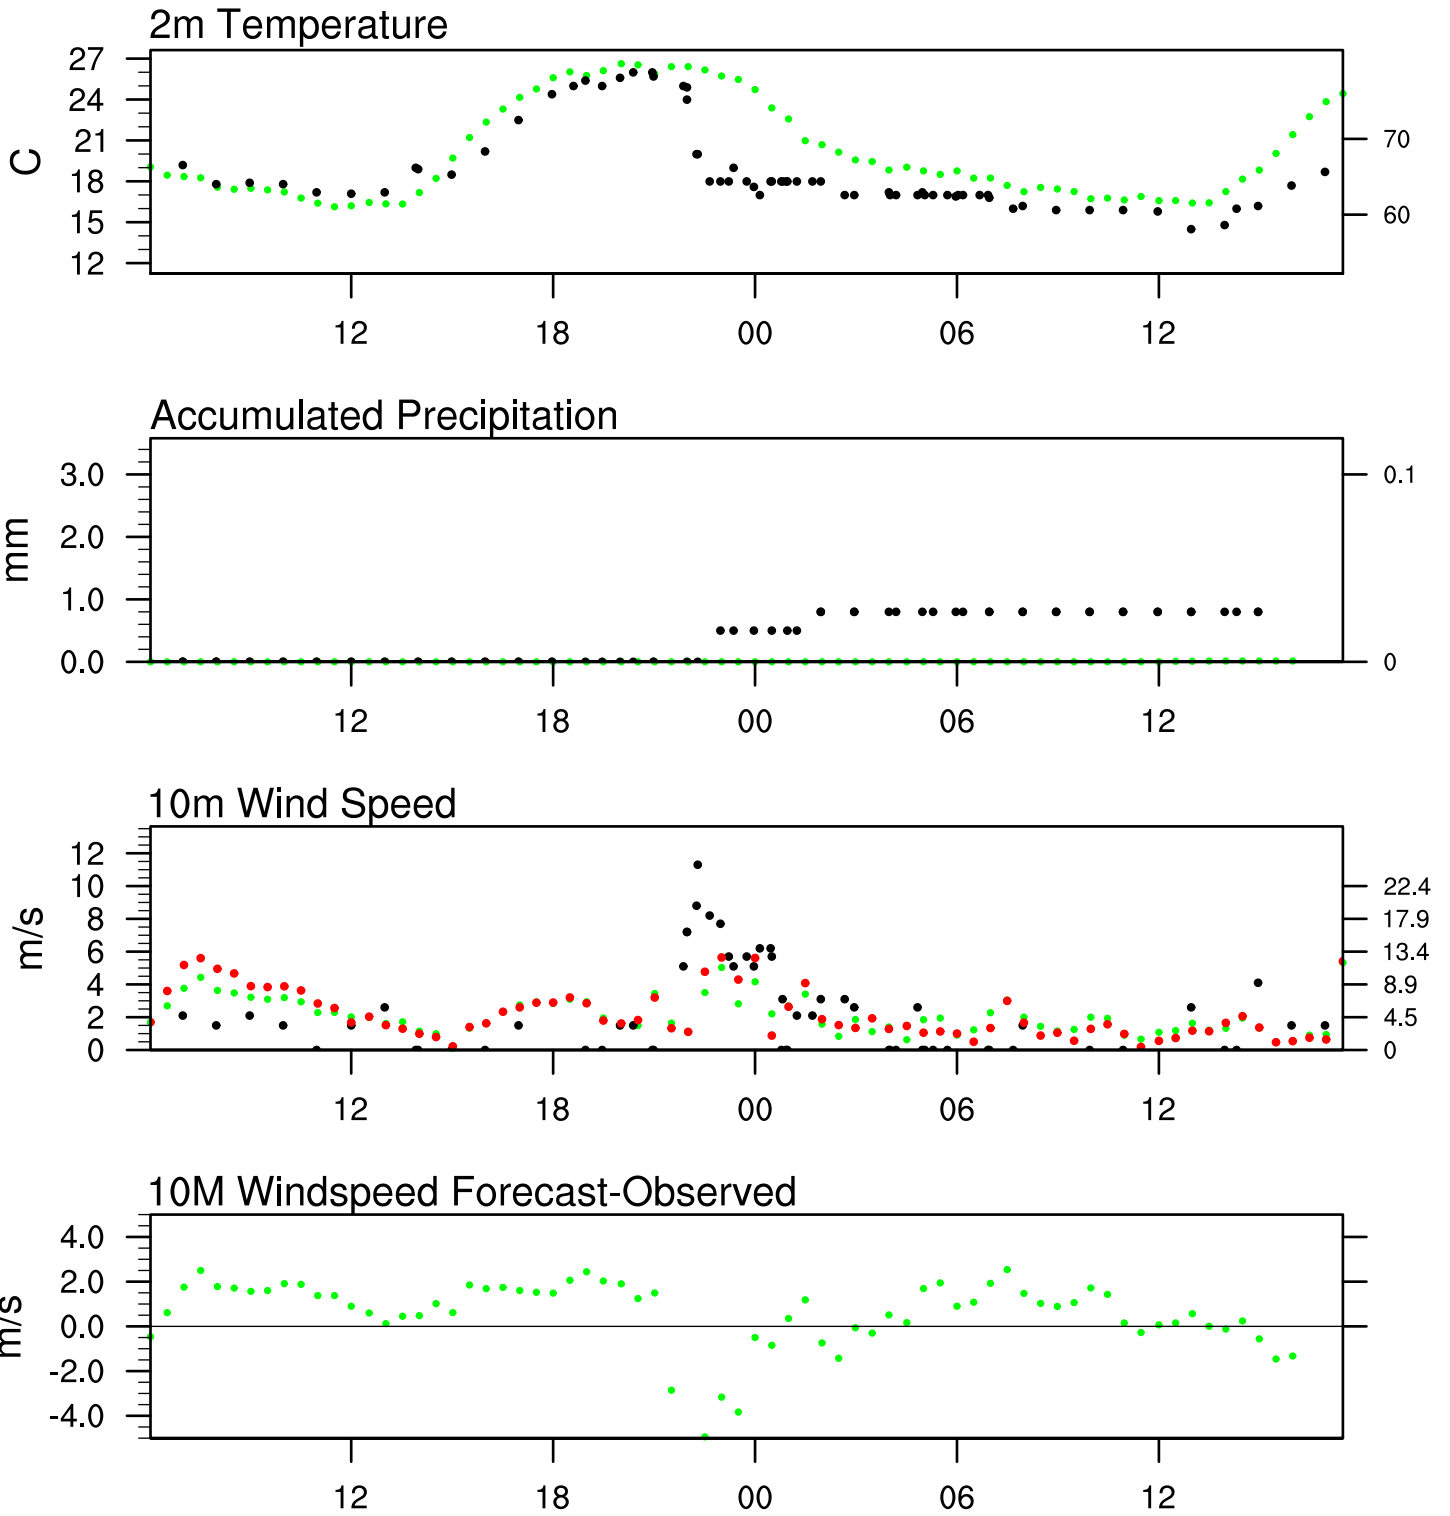 2m Temperature
27
24
21
18
15
12
C
70
60
12 18 00 06 12
Accumulated Precipitation
3.0
2.0
1.0
0.0
mm
0.1
0
12 18 00 06 12
10m Wind Speed
12
10
8
6
4
2
0
m/s
22.4
17.9
13.4
8.9
4.5
0
12 18 00 06 12
10M Windspeed Forecast-Observed
4.0
2.0
0.0
-2.0
-4.0
m/s
12 18 00 06 12